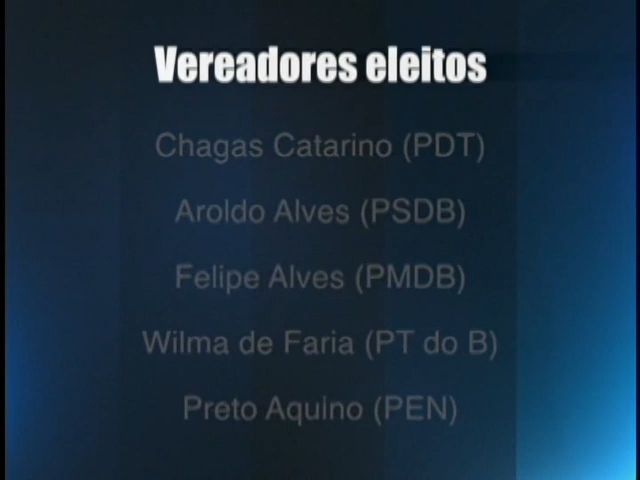 Vereadores eleitos
Chagas Catarino (PDT)
Aroldo Alves (PSDB)
Felipe Alves (PMDB)
Wilma de Faria (PT do B)
Preto Aquino (PEN)